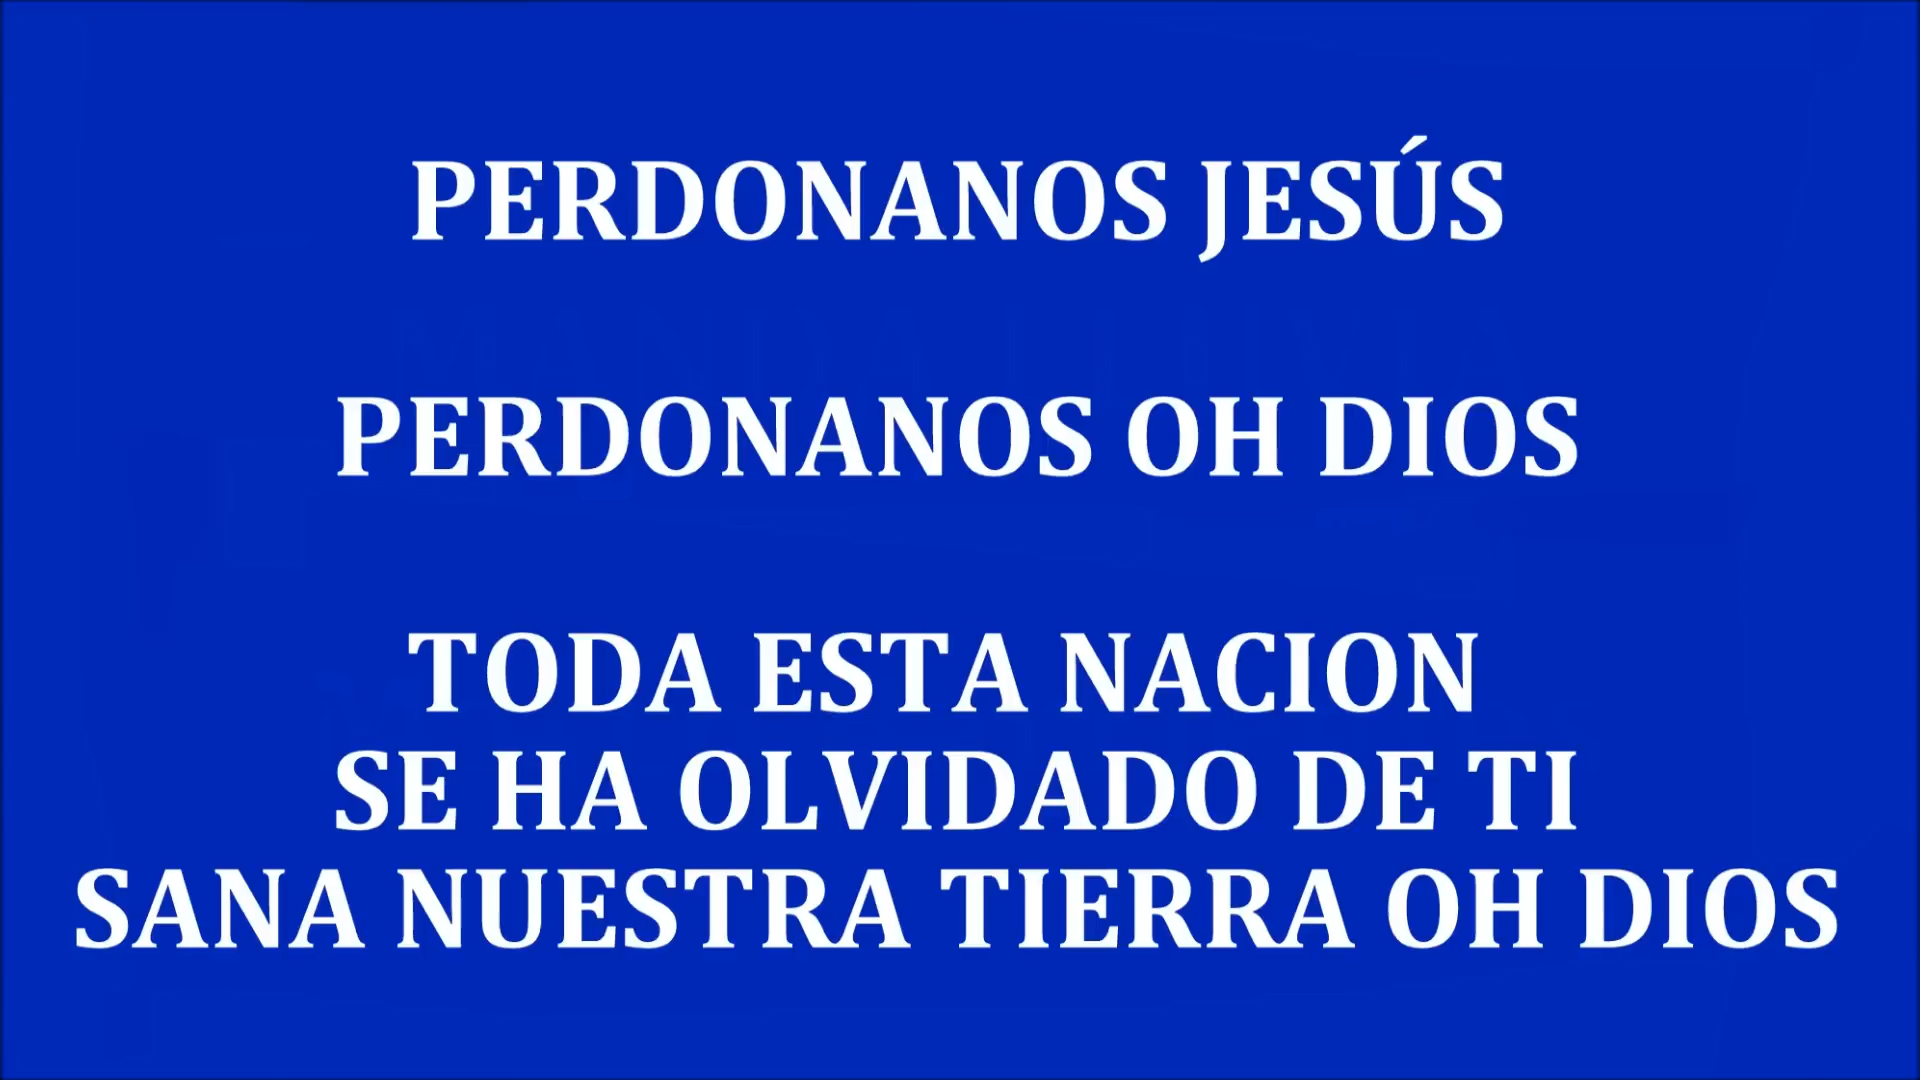 PERDONANOS JESÚS
PERDONANOS OH DIOS
TODA ESTA NACION
SE HA OLVIDADO DE TI
SANA NUESTRA TIERRA OH DIOS